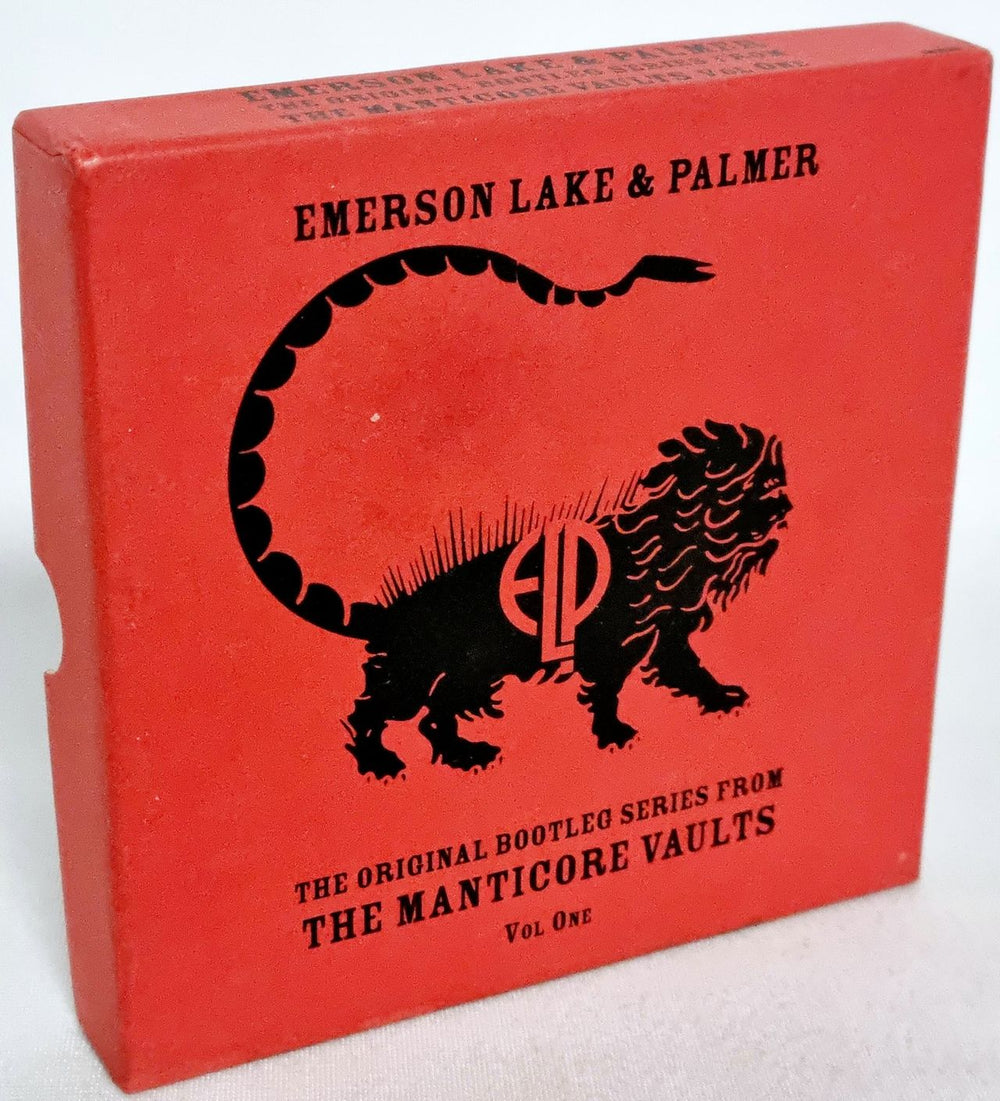 EMERSON LAKE & PALMER
THE ORIGINAL BOOTLEG SERIES FROM
THE MANTICORE VAULTS VOL ONE
EMERSON LAKE & PALMER
ELP
THE ORIGINAL BOOTLEG SERIES FROM
THE MANTICORE VAULTS
VOL ONE